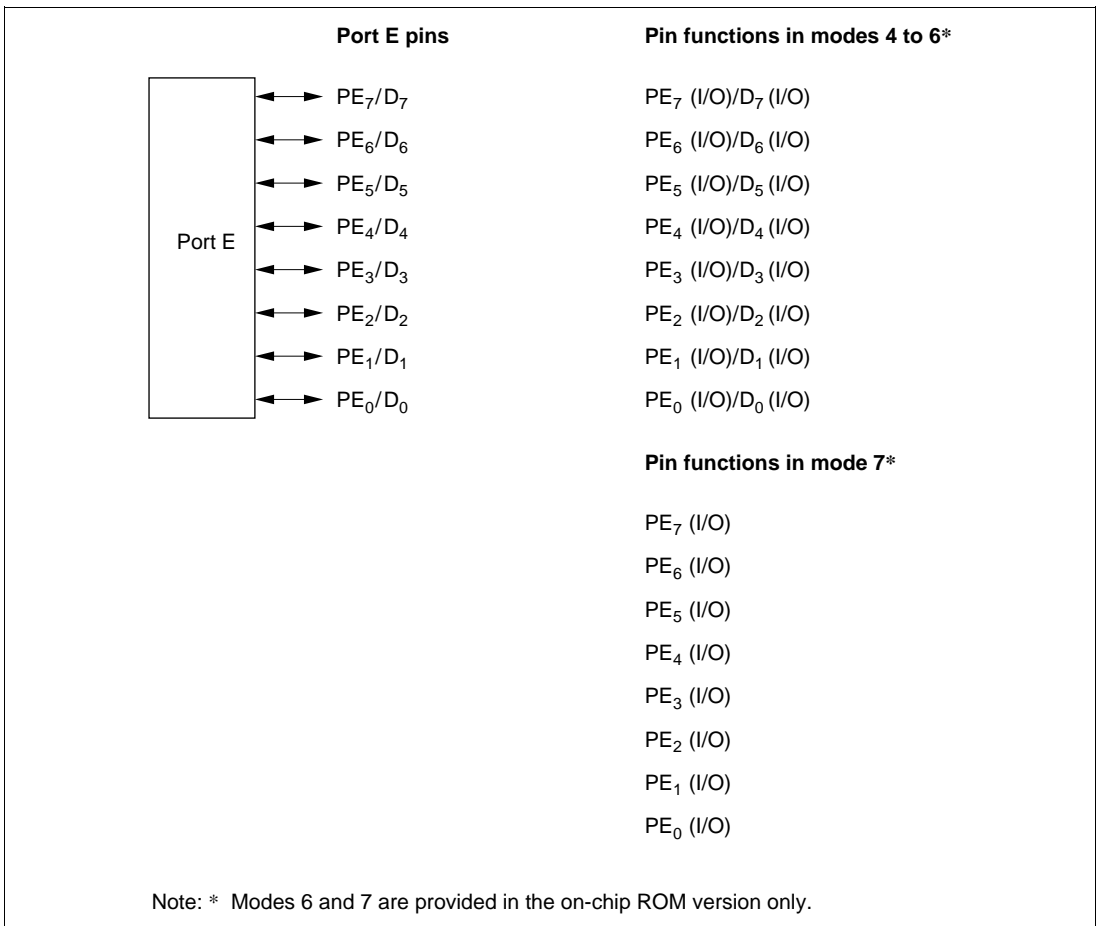 Port E pins Pin functions in modes 4 to 6*
PE7/D7 PE7 (I/O)/D7 (I/O)
PE6/D6 PE6 (I/O)/D6 (I/O)
PE5/D5 PE5 (I/O)/D5 (I/O)
PE4/D4 PE4 (I/O)/D4 (I/O)
Port E
PE3/D3 PE3 (I/O)/D3 (I/O)
PE2/D2 PE2 (I/O)/D2 (I/O)
PE1/D1 PE1 (I/O)/D1 (I/O)
PE0/D0 PE0 (I/O)/D0 (I/O)
Pin functions in mode 7*
PE7 (I/O)
PE6 (I/O)
PE5 (I/O)
PE4 (I/O)
PE3 (I/O)
PE2 (I/O)
PE1 (I/O)
PE0 (I/O)
Note: * Modes 6 and 7 are provided in the on-chip ROM version only.